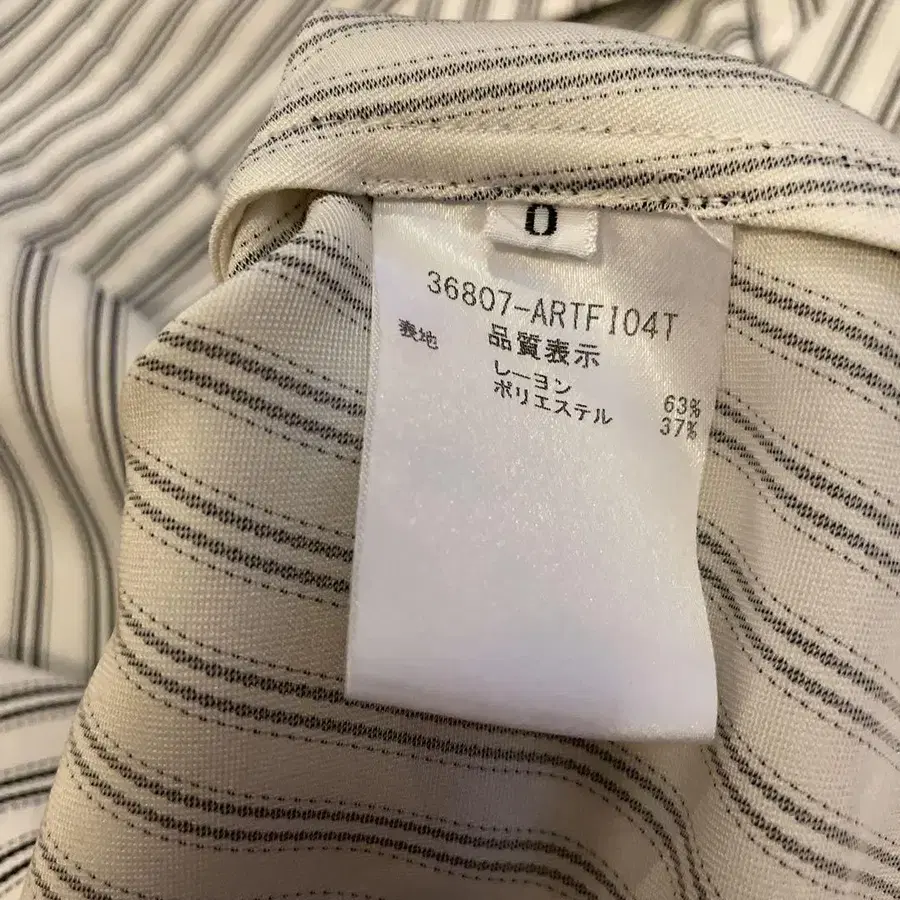 0
36807-ARTFI04T
品質表示
表地
レーヨン 63%
ポリエステル 37%